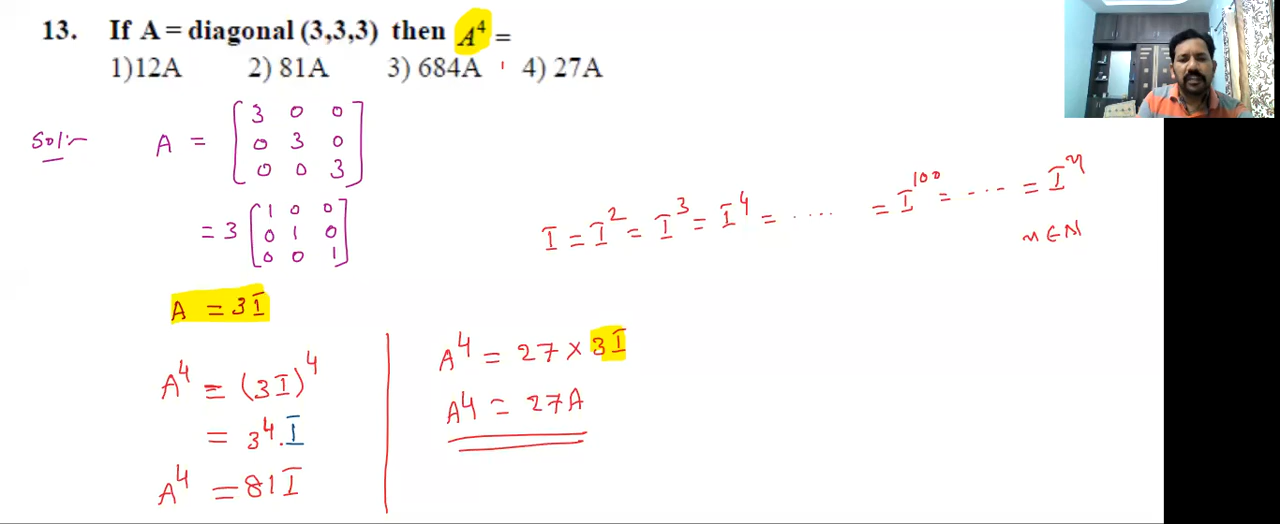 13. If A = diagonal (3,3,3) then A⁴ =
1)12A 2) 81A 3) 684A 4) 27A
Sol:-
A = [3 0 0
0 3 0
0 0 3]
= 3 [1 0 0
0 1 0
0 0 1]
A = 3I
A⁴ = (3I)⁴
= 3⁴.I
A⁴ = 81I
A⁴ = 27 × 3I
A⁴ = 27A
I = I² = I³ = I⁴ = ..... = I¹⁰⁰ = .... = Iⁿ
n ∈ N